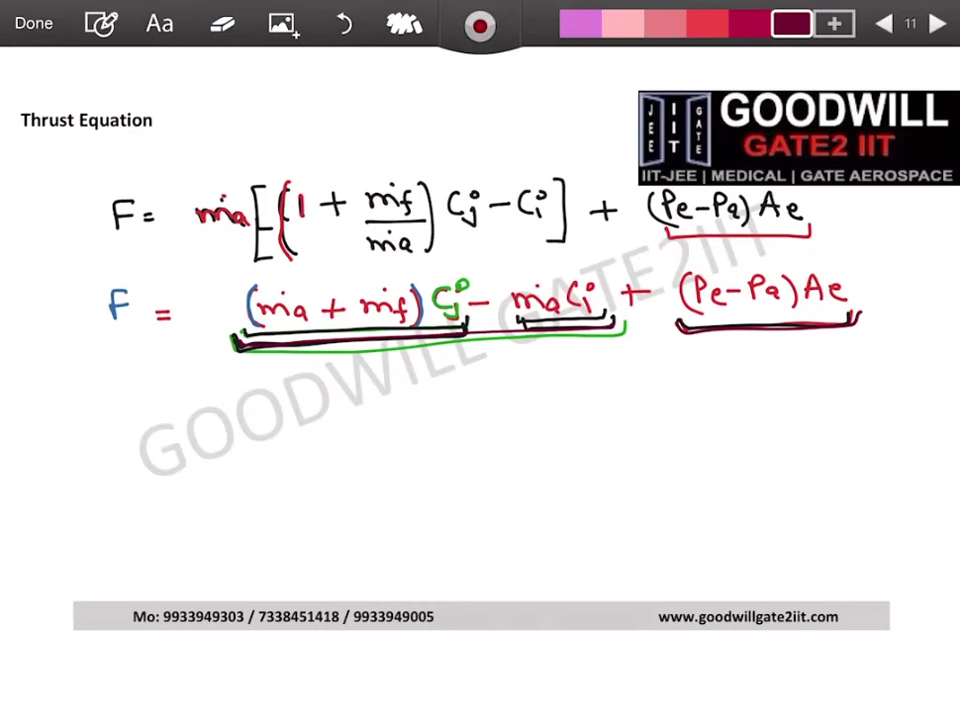 Done Aa 11
Thrust Equation
JEE IIT GATE
GOODWILL
GATE2 IIT
IIT-JEE | MEDICAL | GATE AEROSPACE
F = ṁa[(1 + ṁf/ṁa) Cj - Ci] + (Pe-Pa)Ae
F = (ṁa + ṁf) Cj - ṁaCi + (Pe-Pa)Ae
GOODWILL GATE2IIT
Mo: 9933949303 / 7338451418 / 9933949005 www.goodwillgate2iit.com